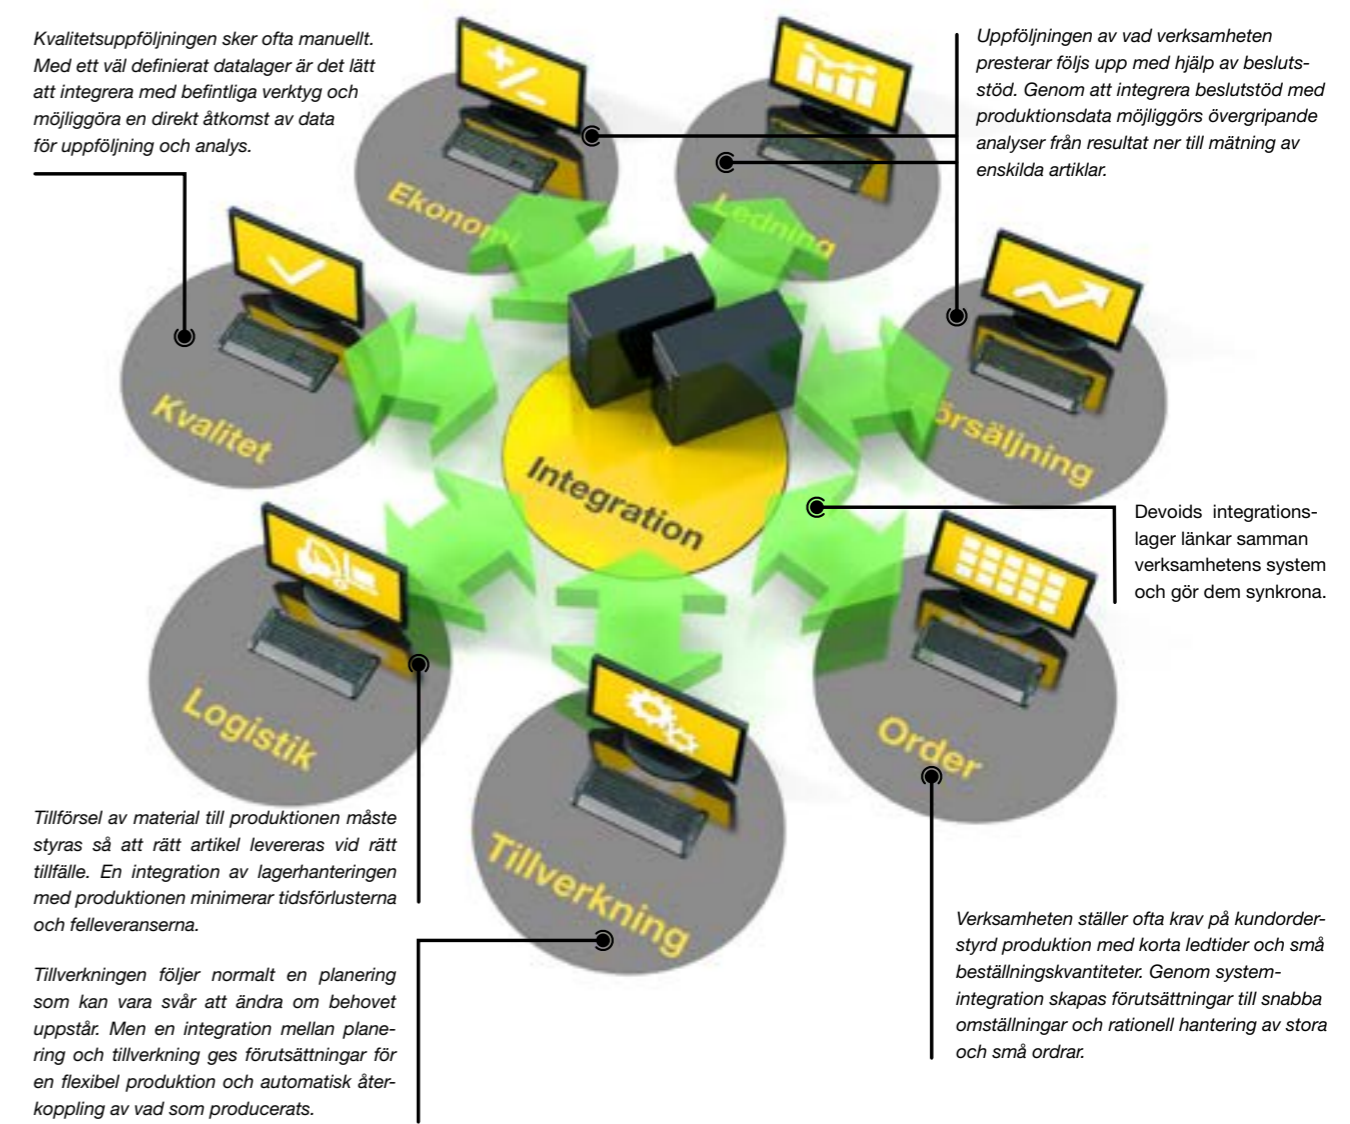 Kvalitetsuppföljningen sker ofta manuellt.
Med ett väl definierat datalager är det lätt
att integrera med befintliga verktyg och
möjliggöra en direkt åtkomst av data
för uppföljning och analys.
Uppföljningen av vad verksamheten
presterar följs upp med hjälp av besluts-
stöd. Genom att integrera beslutstöd med
produktionsdata möjliggörs övergripande
analyser från resultat ner till mätning av
enskilda artiklar.
Ekonomi
Ledning
Kvalitet
Försäljning
Integration
Devoids integrations-
lager länkar samman
verksamhetens system
och gör dem synkrona.
Logistik
Order
Tillverkning
Tillförsel av material till produktionen måste
styras så att rätt artikel levereras vid rätt
tillfälle. En integration av lagerhanteringen
med produktionen minimerar tidsförlusterna
och felleveranserna.
Tillverkningen följer normalt en planering
som kan vara svår att ändra om behovet
uppstår. Men en integration mellan plane-
ring och tillverkning ges förutsättningar för
en flexibel produktion och automatisk åter-
koppling av vad som producerats.
Verksamheten ställer ofta krav på kundorder-
styrd produktion med korta ledtider och små
beställningskvantiteter. Genom system-
integration skapas förutsättningar till snabba
omställningar och rationell hantering av stora
och små ordrar.